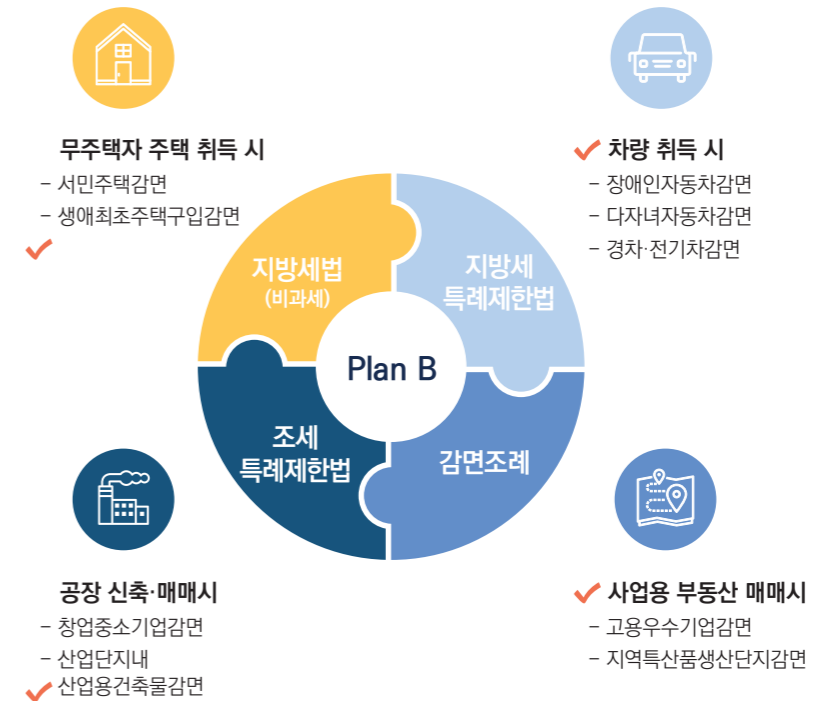 무주택자 주택 취득 시
- 서민주택감면
- 생애최초주택구입감면
차량 취득 시
- 장애인자동차감면
- 다자녀자동차감면
- 경차·전기차감면
지방세법
(비과세)
지방세
특례제한법
Plan B
조세
특례제한법
감면조례
공장 신축·매매시
- 창업중소기업감면
- 산업단지내
산업용건축물감면
사업용 부동산 매매시
- 고용우수기업감면
- 지역특산품생산단지감면